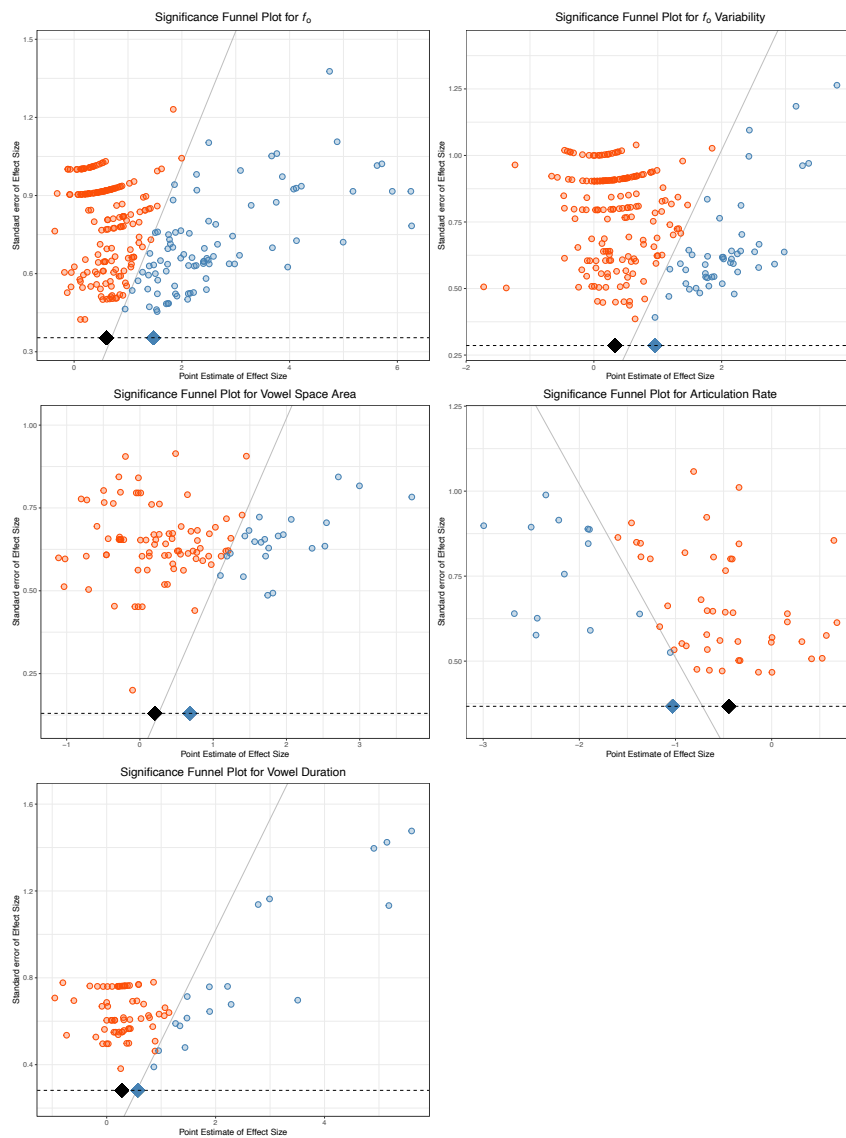 Significance Funnel Plot for fo
Standard error of Effect Size
1.5
1.2
0.9
0.6
0.3
0
2
4
6
Point Estimate of Effect Size
Significance Funnel Plot for fo Variability
Standard error of Effect Size
1.25
1.00
0.75
0.50
0.25
−2
0
2
Point Estimate of Effect Size
Significance Funnel Plot for Vowel Space Area
Standard error of Effect Size
1.00
0.75
0.50
0.25
−1
0
1
2
3
Point Estimate of Effect Size
Significance Funnel Plot for Articulation Rate
Standard error of Effect Size
1.25
1.00
0.75
0.50
−3
−2
−1
0
Point Estimate of Effect Size
Significance Funnel Plot for Vowel Duration
Standard error of Effect Size
1.6
1.2
0.8
0.4
0
2
4
Point Estimate of Effect Size